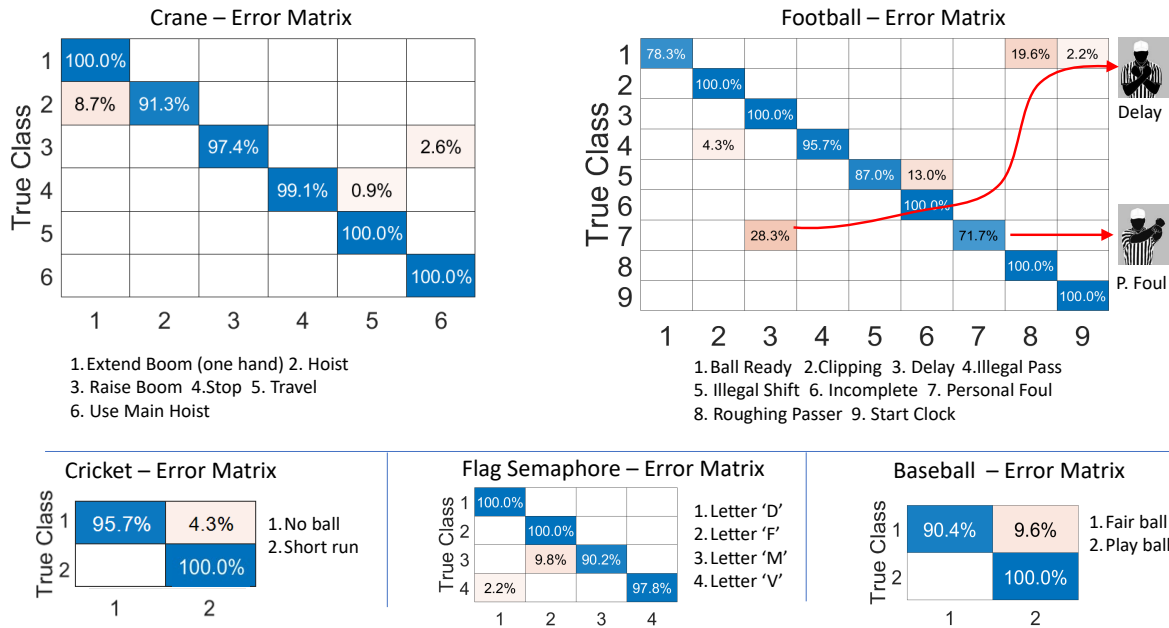 Crane – Error Matrix
True Class
1 100.0%
2 8.7% 91.3%
3 97.4% 2.6%
4 99.1% 0.9%
5 100.0%
6 100.0%
1 2 3 4 5 6
1. Extend Boom (one hand) 2. Hoist
3. Raise Boom 4.Stop 5. Travel
6. Use Main Hoist
Football – Error Matrix
True Class
1 78.3% 19.6% 2.2%
2 100.0%
3 100.0%
4 4.3% 95.7%
5 87.0% 13.0%
6 100.0%
7 28.3% 71.7%
8 100.0%
9 100.0%
1 2 3 4 5 6 7 8 9
Delay
P. Foul
1. Ball Ready 2.Clipping 3. Delay 4.Illegal Pass
5. Illegal Shift 6. Incomplete 7. Personal Foul
8. Roughing Passer 9. Start Clock
Cricket – Error Matrix
True Class
1 95.7% 4.3%
2 100.0%
1 2
1. No ball
2. Short run
Flag Semaphore – Error Matrix
True Class
1 100.0%
2 100.0%
3 9.8% 90.2%
4 2.2% 97.8%
1 2 3 4
1. Letter ‘D’
2. Letter ‘F’
3. Letter ‘M’
4. Letter ‘V’
Baseball – Error Matrix
True Class
1 90.4% 9.6%
2 100.0%
1 2
1. Fair ball
2. Play ball